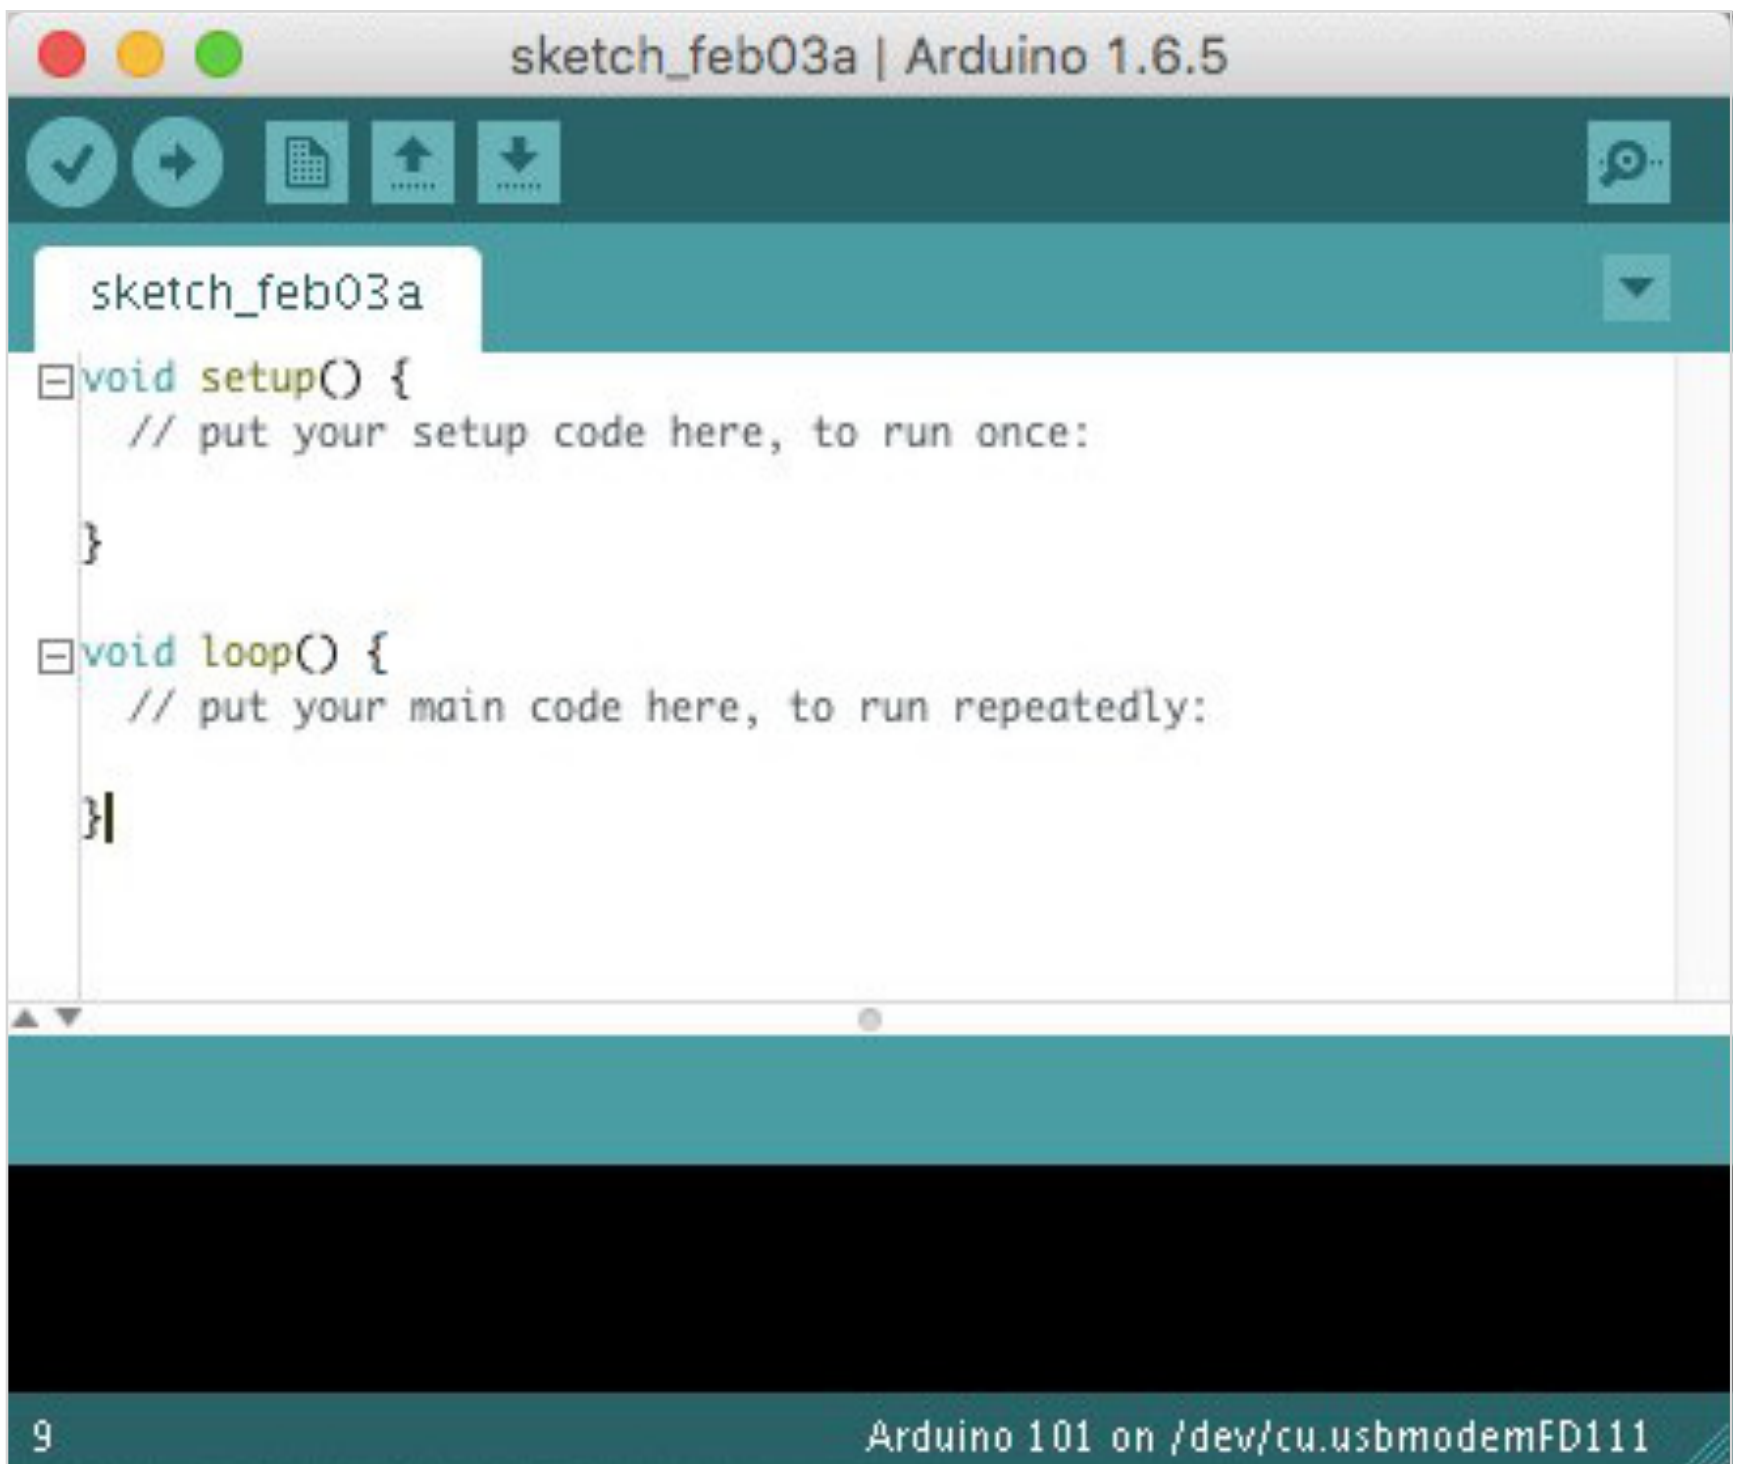 sketch_feb03a | Arduino 1.6.5
sketch_feb03a
void setup() {
  // put your setup code here, to run once:
}
void loop() {
  // put your main code here, to run repeatedly:
}
9
Arduino 101 on /dev/cu.usbmodemFD111